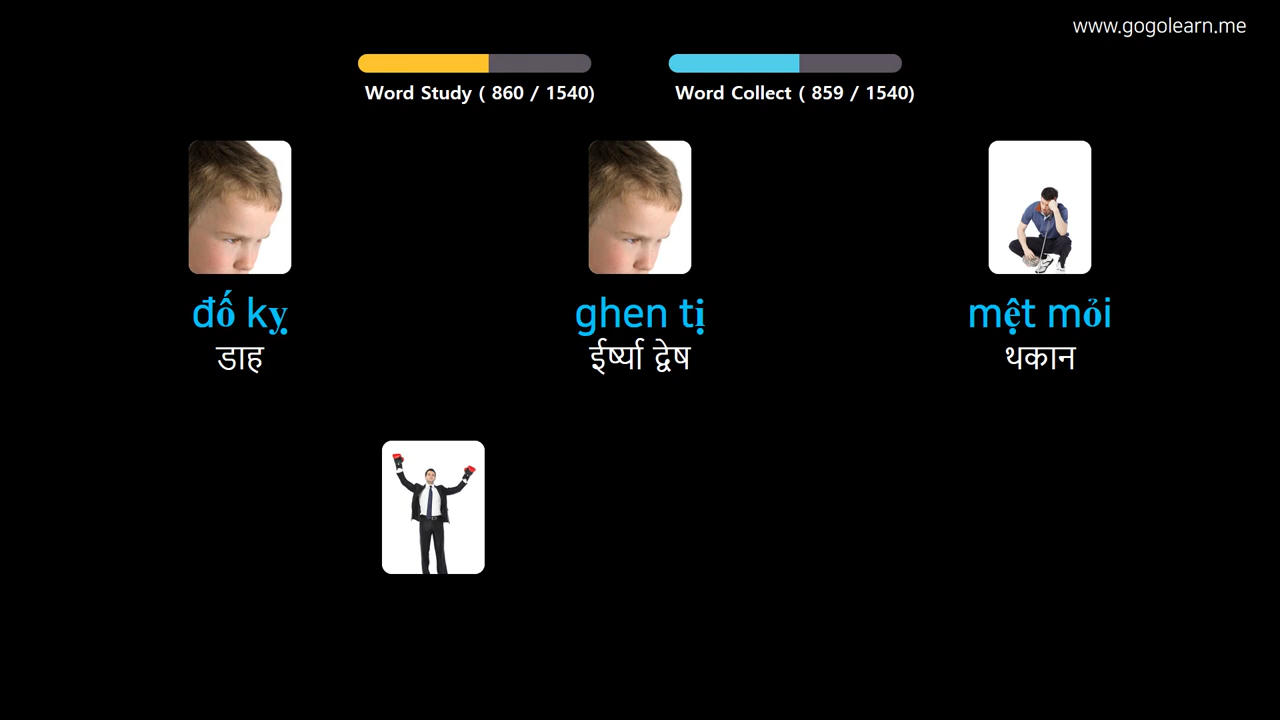 www.gogolearn.me
Word Study ( 860 / 1540)
Word Collect ( 859 / 1540)
đố kỵ
ghen tị
mệt mỏi
डाह
ईर्ष्या द्वेष
थकान